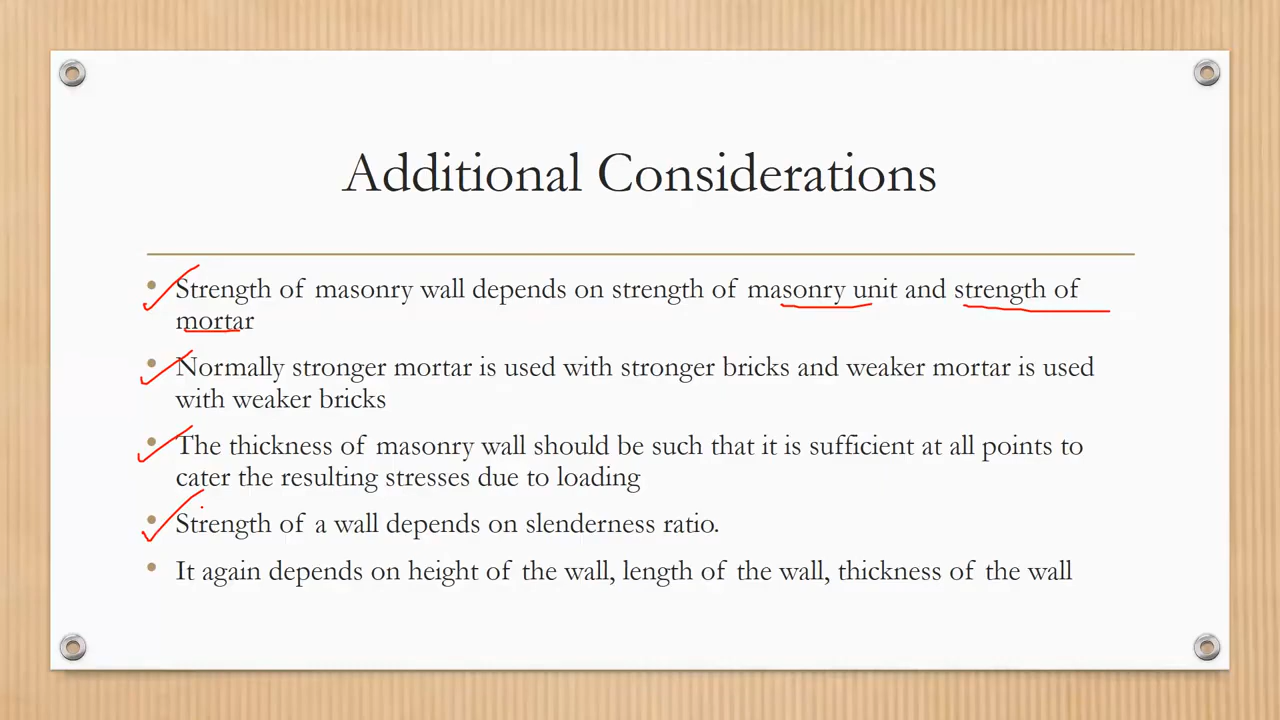 Additional Considerations
• Strength of masonry wall depends on strength of masonry unit and strength of
mortar
• Normally stronger mortar is used with stronger bricks and weaker mortar is used
with weaker bricks
• The thickness of masonry wall should be such that it is sufficient at all points to
cater the resulting stresses due to loading
• Strength of a wall depends on slenderness ratio.
• It again depends on height of the wall, length of the wall, thickness of the wall